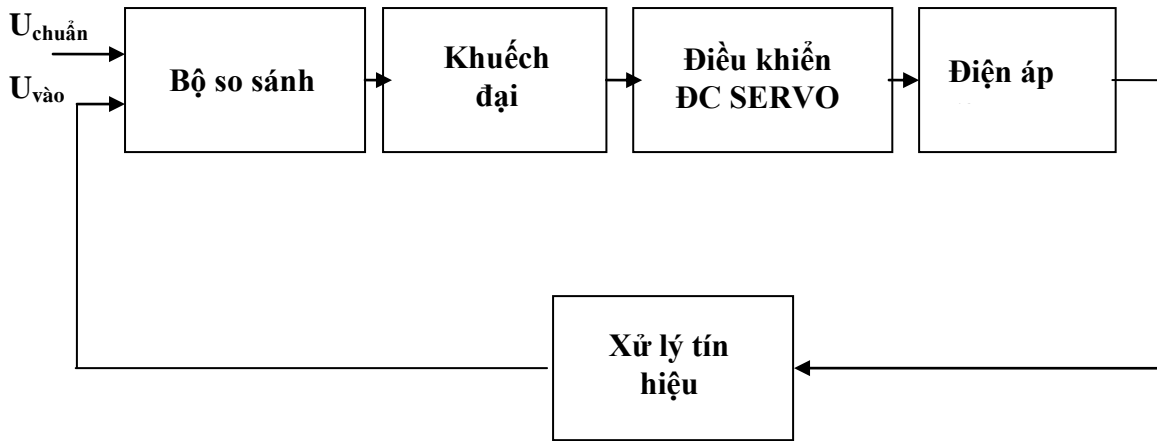 Uchuẩn
Uvào
Bộ so sánh
Khuếch
đại
Điều khiển
ĐC SERVO
Điện áp
Xử lý tín
hiệu